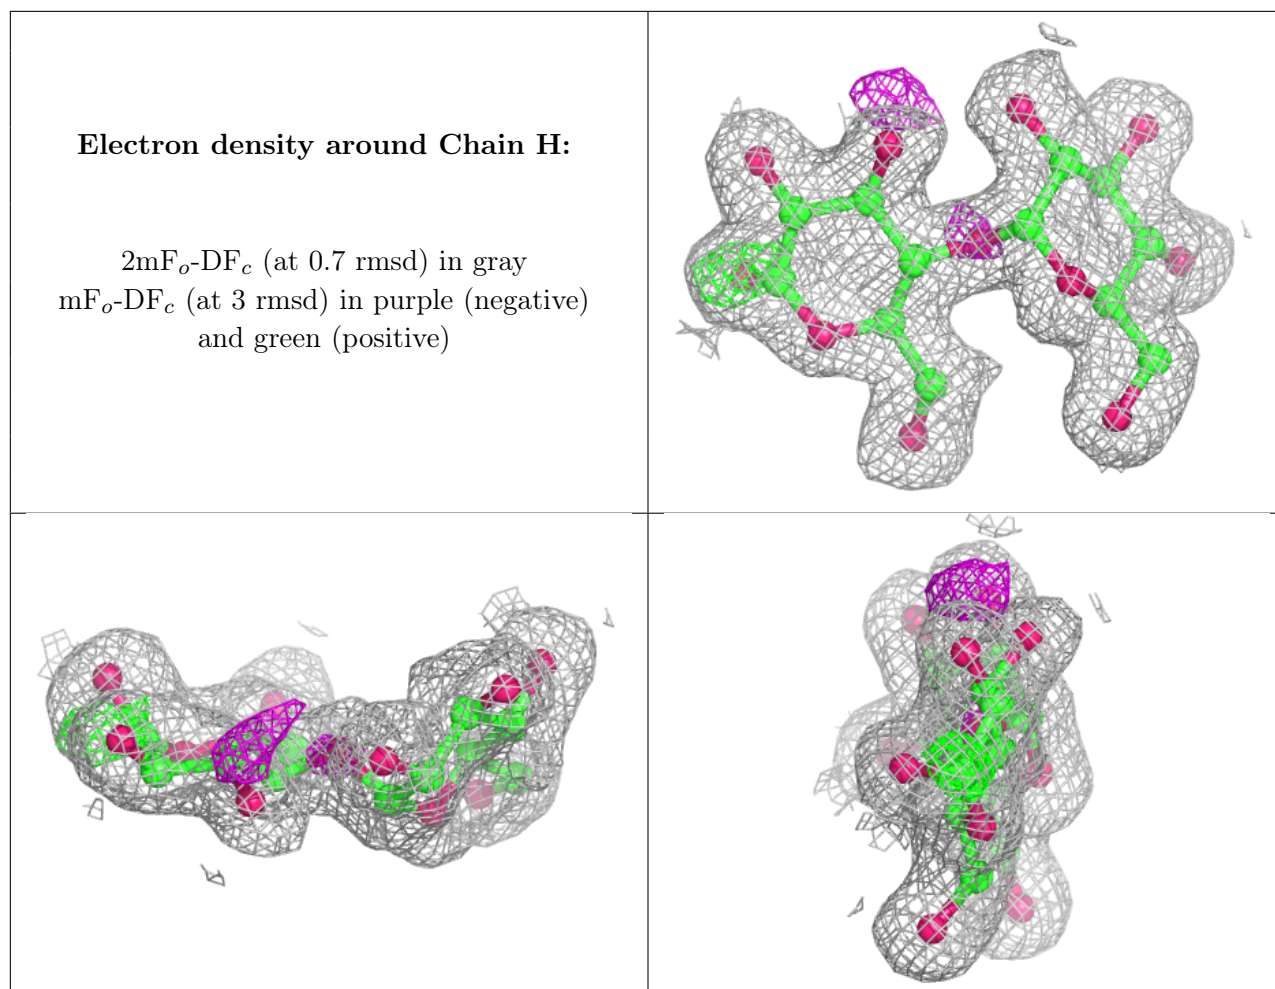 Electron density around Chain H:
2mFo-DFc (at 0.7 rmsd) in gray
mFo-DFc (at 3 rmsd) in purple (negative)
and green (positive)